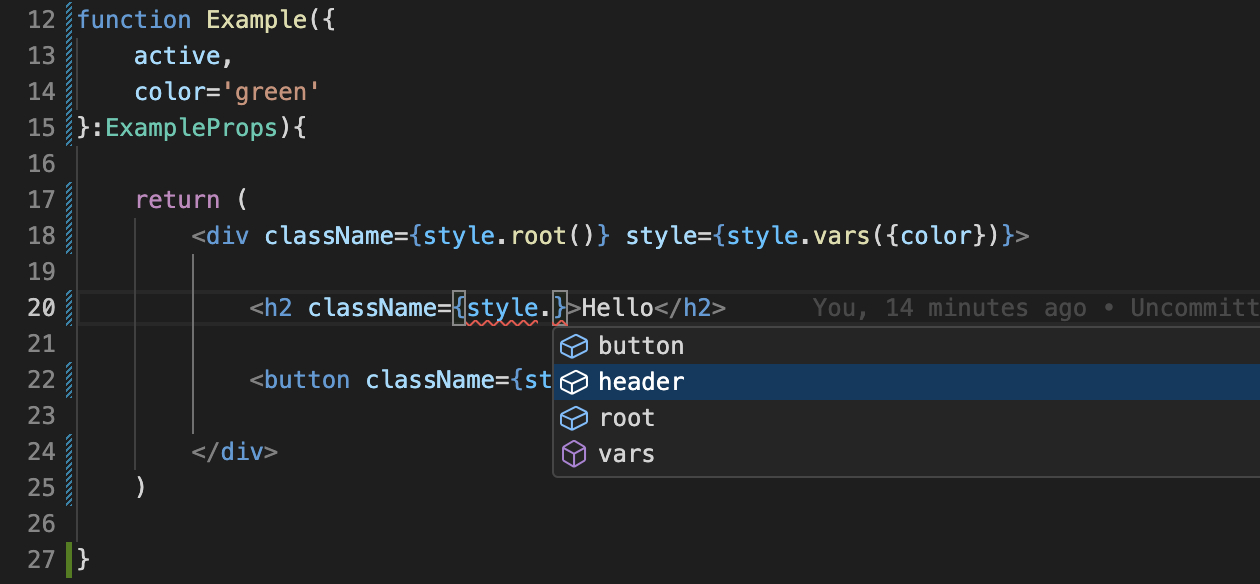 12 function Example({
13 active,
14 color='green'
15 }:ExampleProps){
16
17 return (
18 <div className={style.root()} style={style.vars({color})}>
19
20 <h2 className={style.}>Hello</h2> You, 14 minutes ago • Uncommitt
21 button
22 <button className={st header
23 root
24 </div> vars
25 )
26
27 }